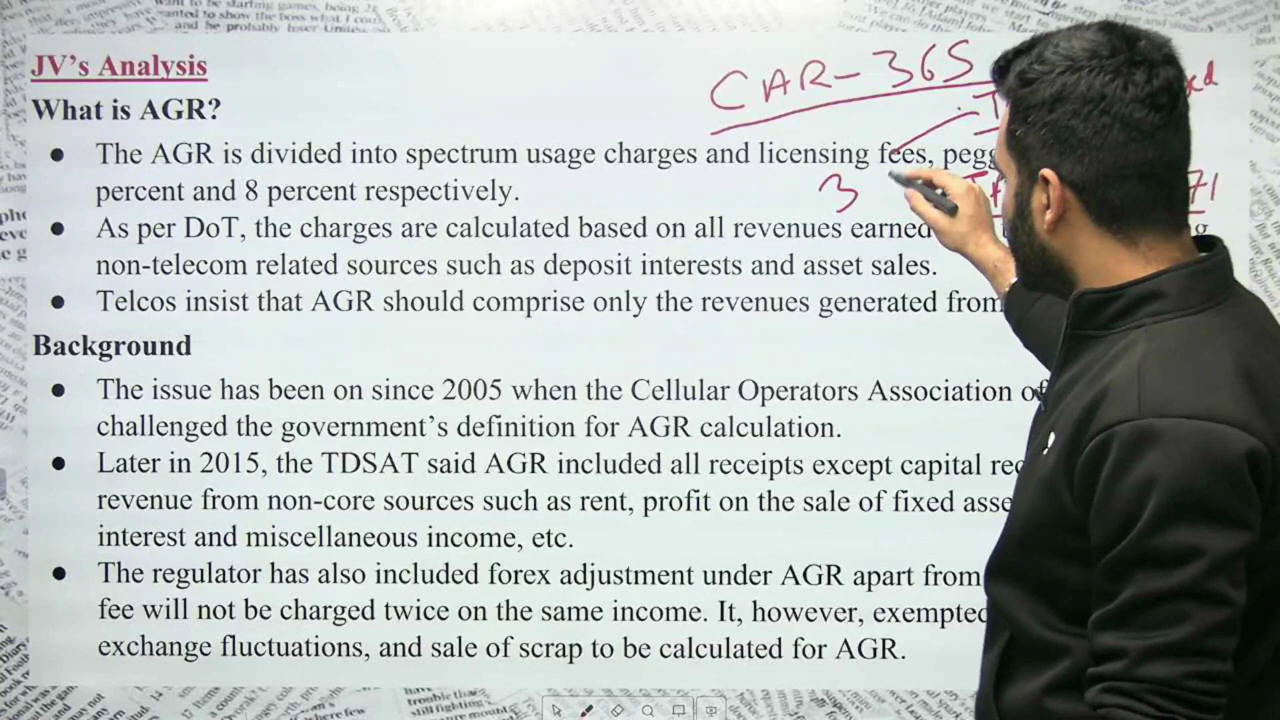 JV's Analysis
CAR-365
What is AGR?
The AGR is divided into spectrum usage charges and licensing fees,
percent and 8 percent respectively.
3
71
As per DoT, the charges are calculated based on all revenues earned
non-telecom related sources such as deposit interests and asset sales.
Telcos insist that AGR should comprise only the revenues generated from
Background
The issue has been on since 2005 when the Cellular Operators Association of
challenged the government's definition for AGR calculation.
Later in 2015, the TDSAT said AGR included all receipts except capital
revenue from non-core sources such as rent, profit on the sale of fixed
interest and miscellaneous income, etc.
The regulator has also included forex adjustment under AGR apart from
fee will not be charged twice on the same income. It, however, exempted
exchange fluctuations, and sale of scrap to be calculated for AGR.